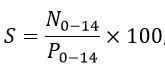 S = N₀₋₁₄ / P₀₋₁₄ × 100,